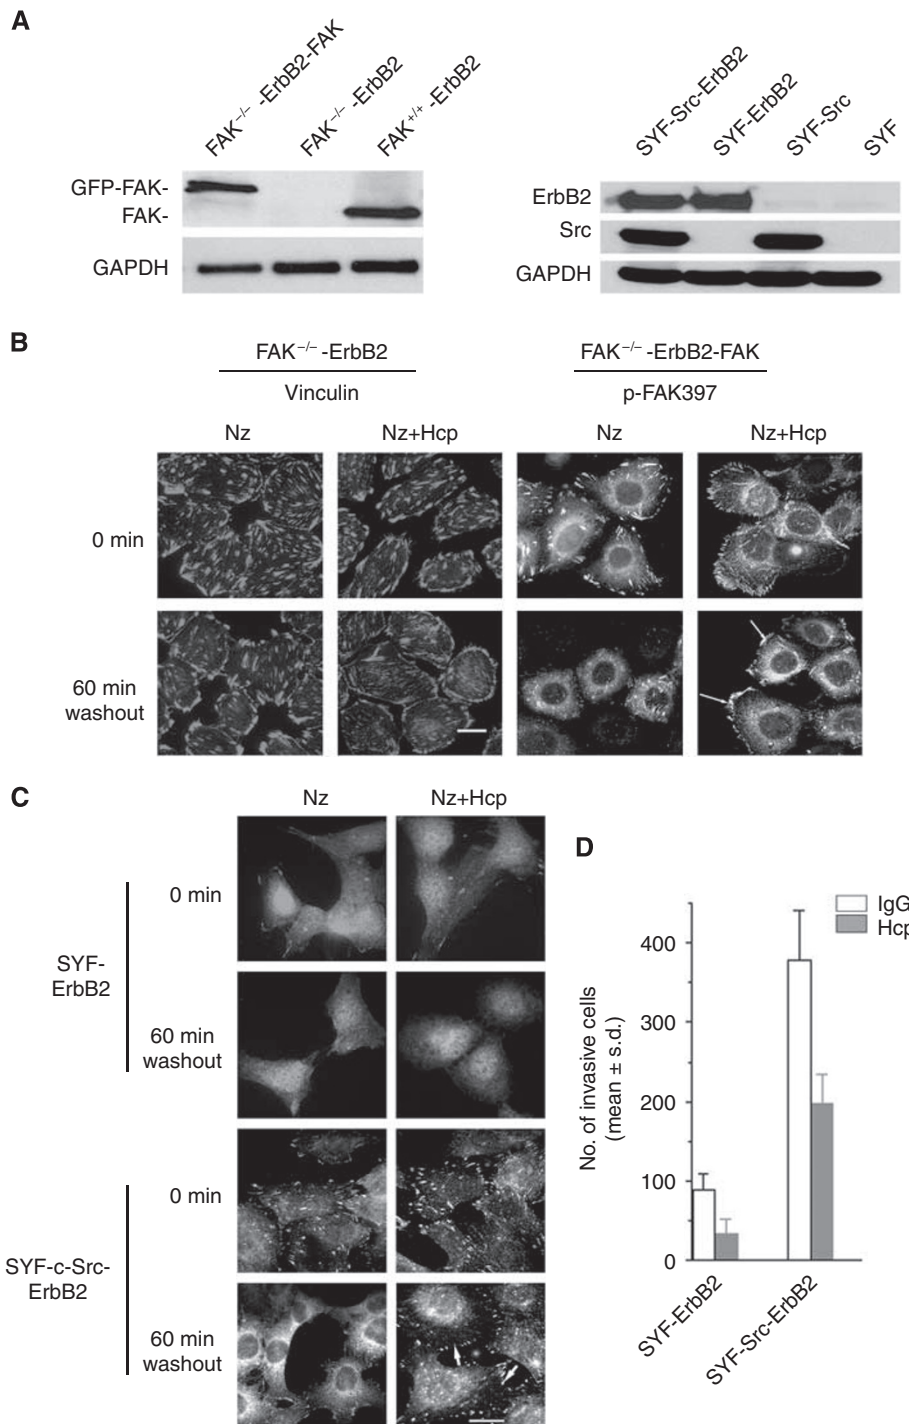 A
FAK−/− -ErbB2-FAK
FAK−/− -ErbB2
FAK+/+ -ErbB2
GFP-FAK-
FAK-
GAPDH
SYF-Src-ErbB2
SYF-ErbB2
SYF-Src
SYF
ErbB2
Src
GAPDH
B
FAK−/− -ErbB2
FAK−/− -ErbB2-FAK
Vinculin
p-FAK397
Nz
Nz+Hcp
Nz
Nz+Hcp
0 min
60 min
washout
C
Nz
Nz+Hcp
SYF-
ErbB2
0 min
60 min
washout
SYF-c-Src-
ErbB2
0 min
60 min
washout
D
IgG
Hcp
No. of invasive cells
(mean ± s.d.)
400
300
200
100
0
SYF-ErbB2
SYF-Src-ErbB2